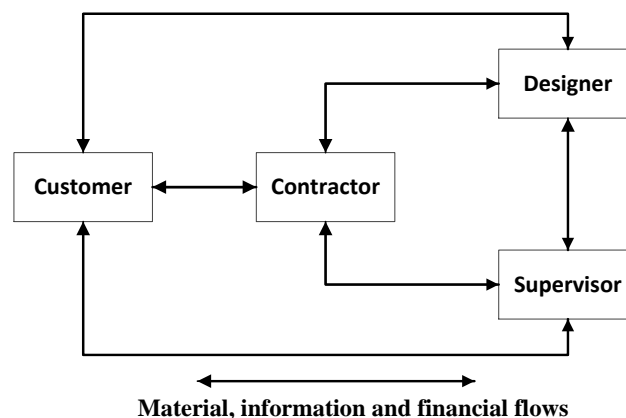 Designer
Customer
Contractor
Supervisor
Material, information and financial flows